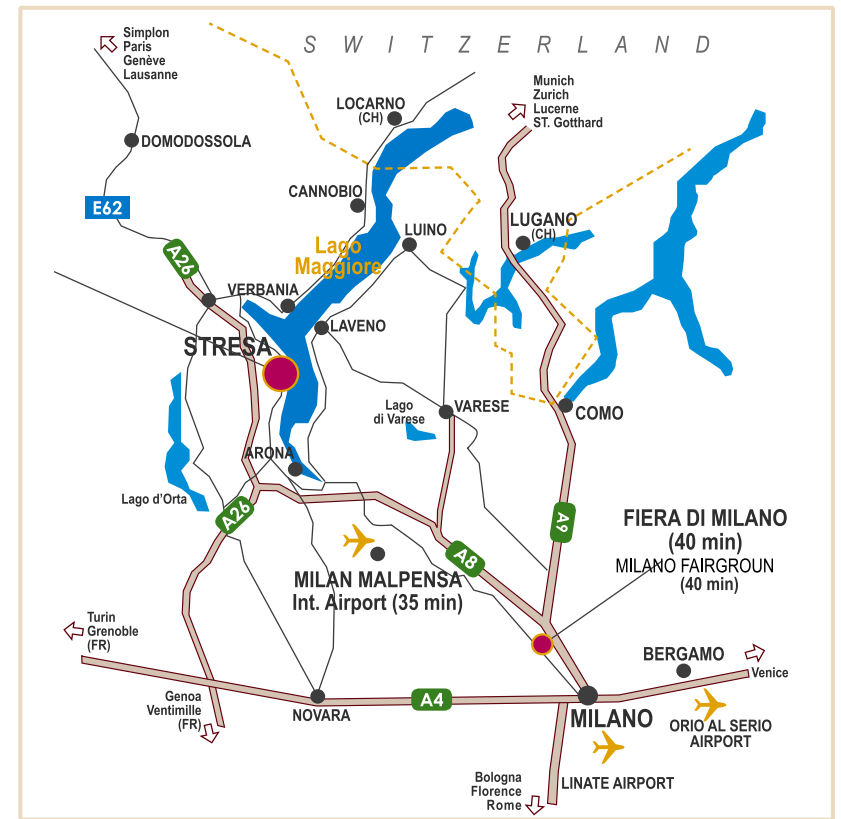 SWITZERLAND
Simplon
Paris
Genève
Lausanne
Munich
Zurich
Lucerne
ST. Gotthard
LOCARNO
(CH)
DOMODOSSOLA
CANNOBIO
E62
LUINO
LUGANO
(CH)
Lago
Maggiore
A26
VERBANIA
LAVENO
STRESA
Lago
di Varese
VARESE
COMO
ARONA
Lago d'Orta
A26
A9
FIERA DI MILANO
(40 min)
MILANO FAIRGROUN
(40 min)
A8
MILAN MALPENSA
Int. Airport (35 min)
Turin
Grenoble
(FR)
BERGAMO
Venice
Genoa
Ventimille
(FR)
NOVARA
A4
MILANO
ORIO AL SERIO
AIRPORT
Bologna
Florence
Rome
LINATE AIRPORT